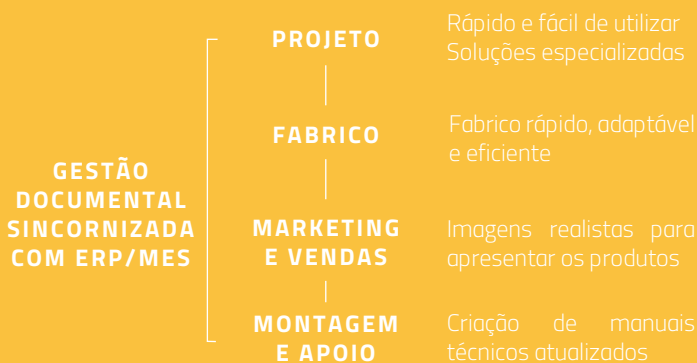 GESTÃO
DOCUMENTAL
SINCORNIZADA
COM ERP/MES
PROJETO
Rápido e fácil de utilizar
Soluções especializadas
FABRICO
Fabrico rápido, adaptável
e eficiente
MARKETING
E VENDAS
Imagens realistas para
apresentar os produtos
MONTAGEM
E APOIO
Criação de manuais
técnicos atualizados